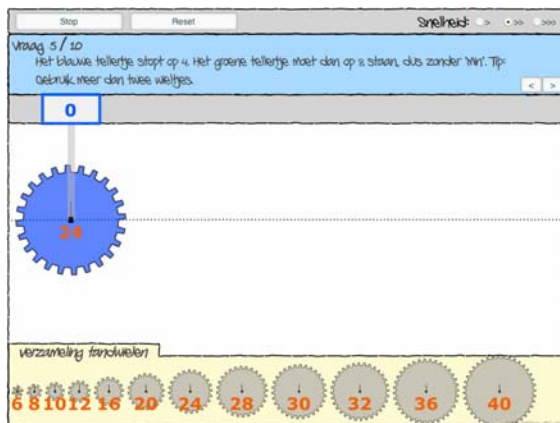 Stop Reset Snelheid: > >> >>>
Vraag 5 / 10
Het blauwe tellertje stopt op 4. Het groene tellertje moet dan op 8 staan, dus zonder 'min'. Tip:
Gebruik meer dan twee wieltjes.
< >
0
24
verzameling tandwielen
6 8 10 12 16 20 24 28 30 32 36 40